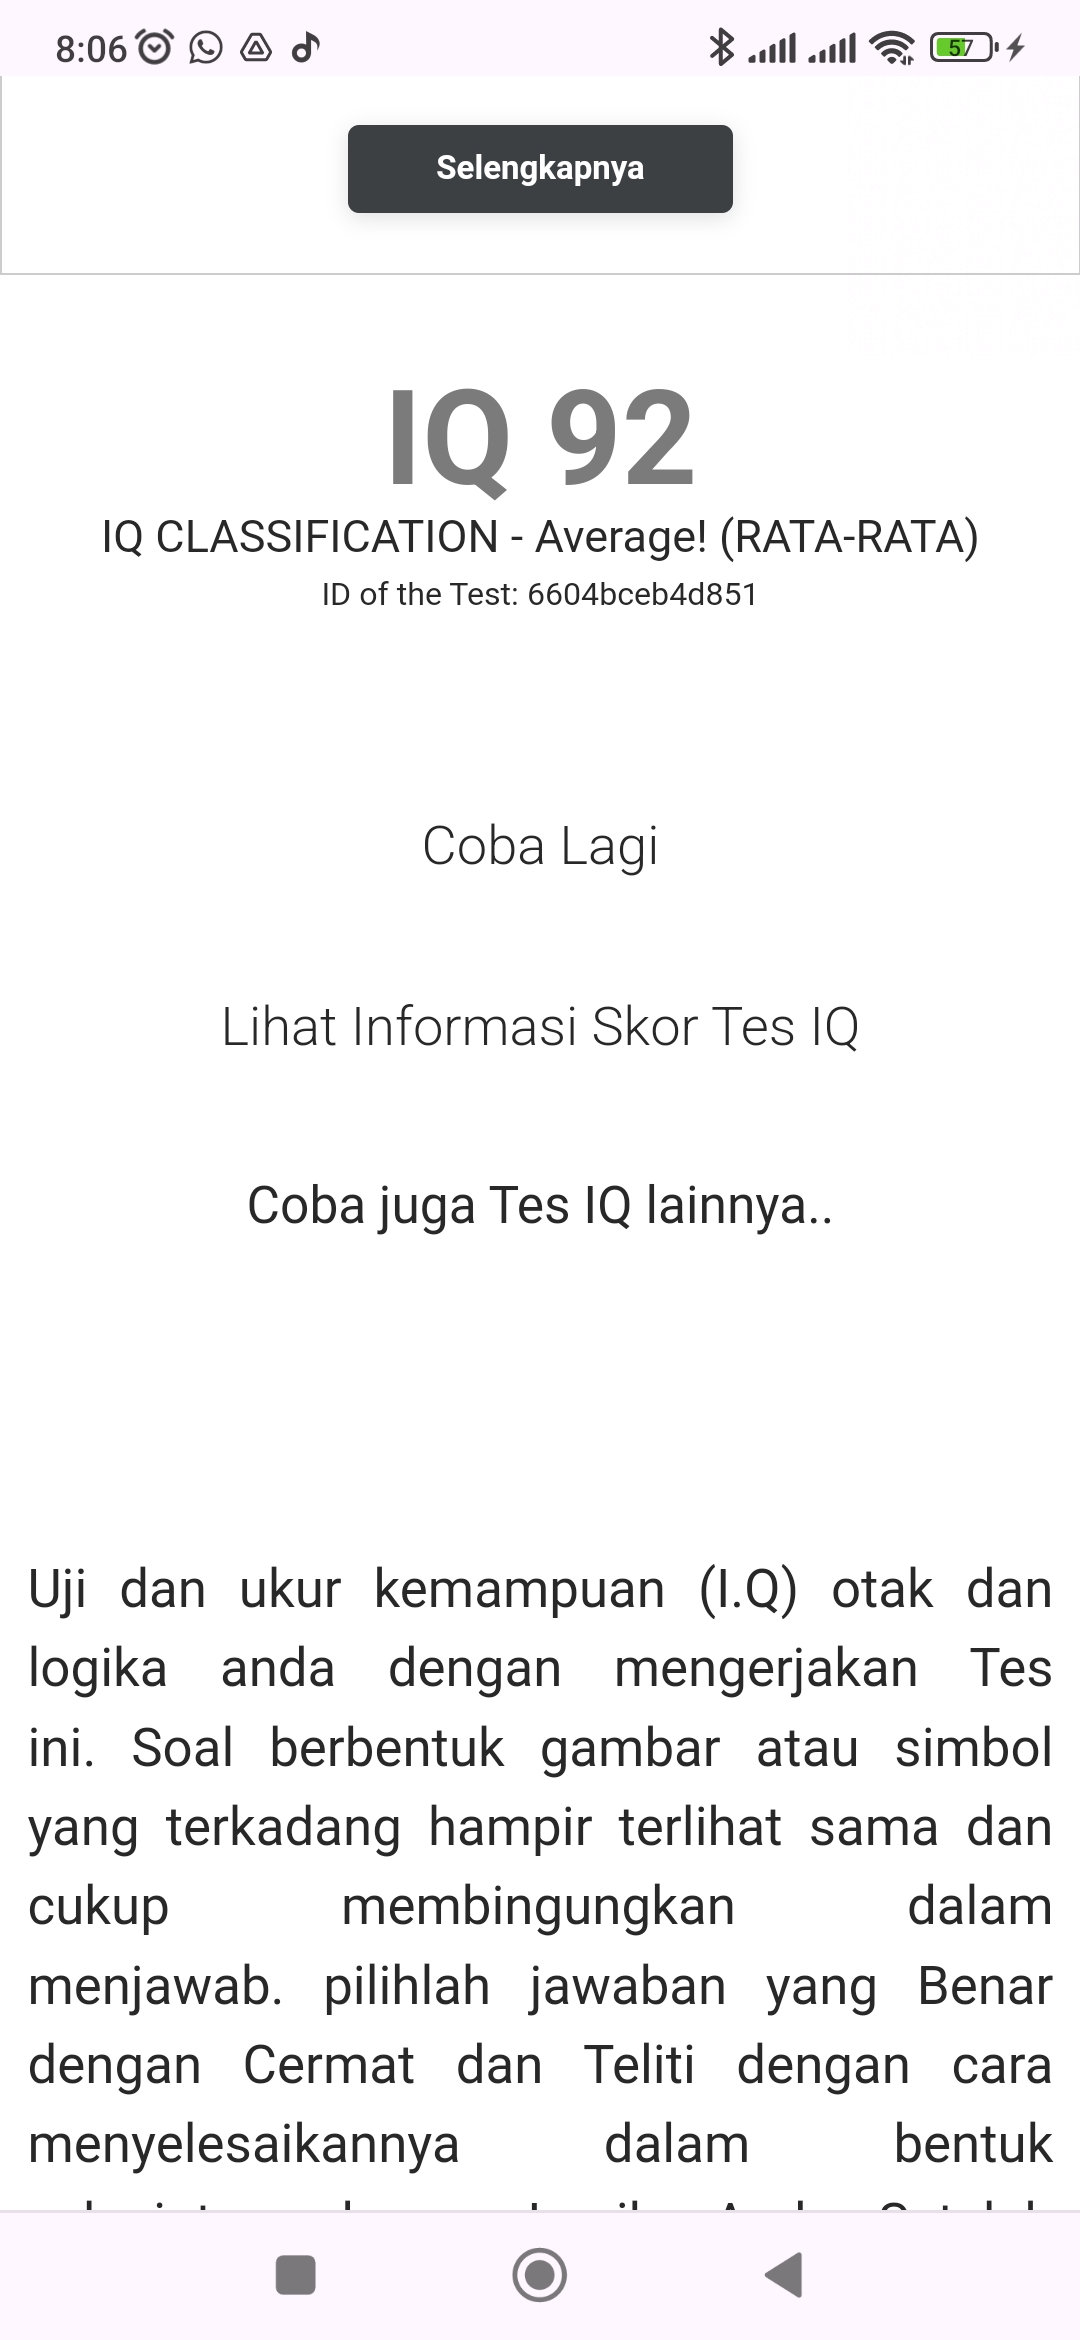 8:06
57
Selengkapnya
IQ 92
IQ CLASSIFICATION - Average! (RATA-RATA)
ID of the Test: 6604bceb4d851
Coba Lagi
Lihat Informasi Skor Tes IQ
Coba juga Tes IQ lainnya..
Uji dan ukur kemampuan (I.Q) otak dan
logika anda dengan mengerjakan Tes
ini. Soal berbentuk gambar atau simbol
yang terkadang hampir terlihat sama dan
cukup membingungkan dalam
menjawab. pilihlah jawaban yang Benar
dengan Cermat dan Teliti dengan cara
menyelesaikannya dalam bentuk